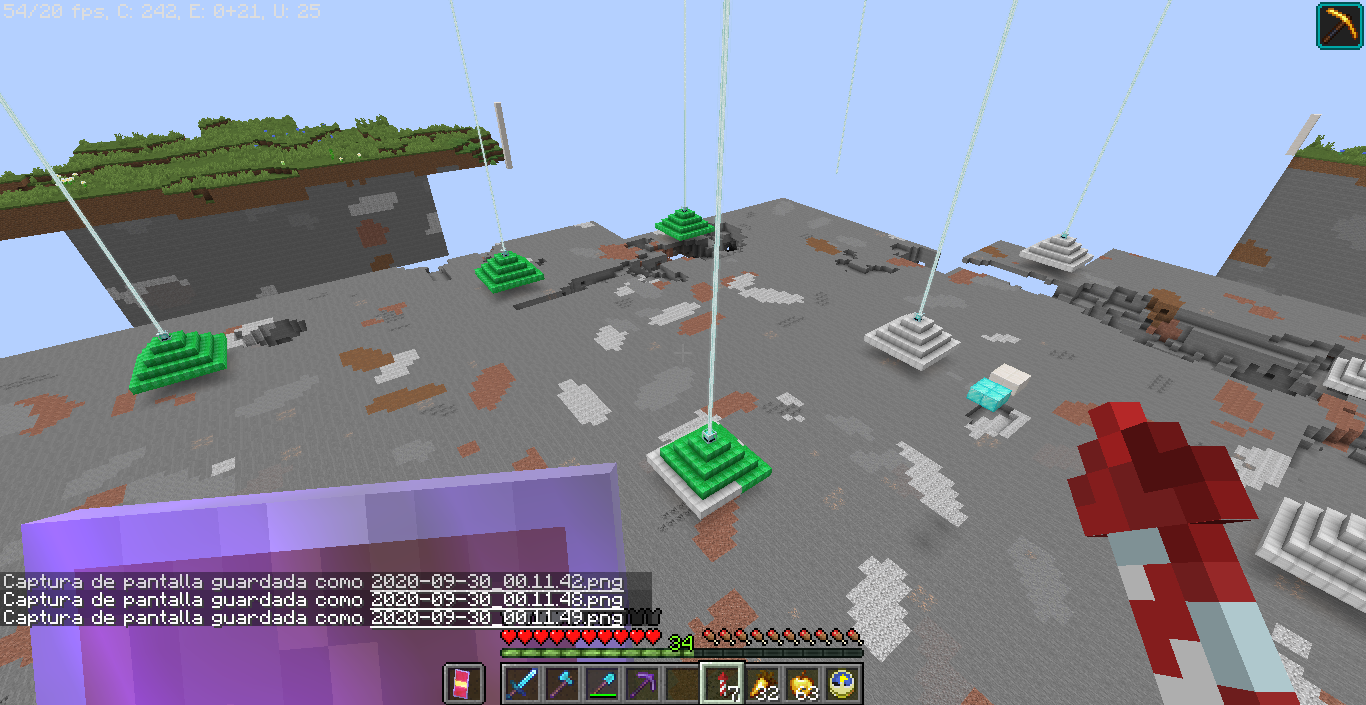 54/20 fps, C: 242, E: 0+21, U: 25
Captura de pantalla guardada como 2020-09-30_00.11.42.png
Captura de pantalla guardada como 2020-09-30_00.11.48.png
Captura de pantalla guardada como 2020-09-30_00.11.49.png
34
7 32 63